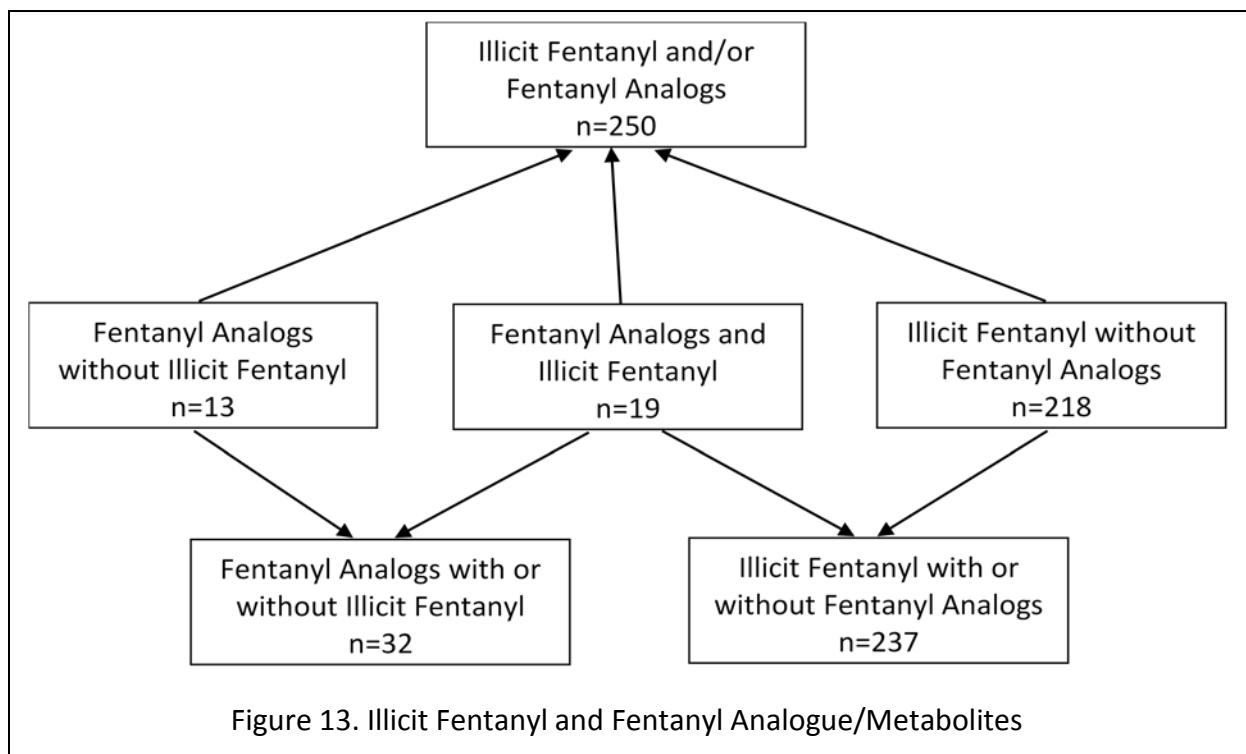 Illicit Fentanyl and/or
Fentanyl Analogs
n=250
Fentanyl Analogs
without Illicit Fentanyl
n=13
Fentanyl Analogs and
Illicit Fentanyl
n=19
Illicit Fentanyl without
Fentanyl Analogs
n=218
Fentanyl Analogs with or
without Illicit Fentanyl
n=32
Illicit Fentanyl with or
without Fentanyl Analogs
n=237
Figure 13. Illicit Fentanyl and Fentanyl Analogue/Metabolites